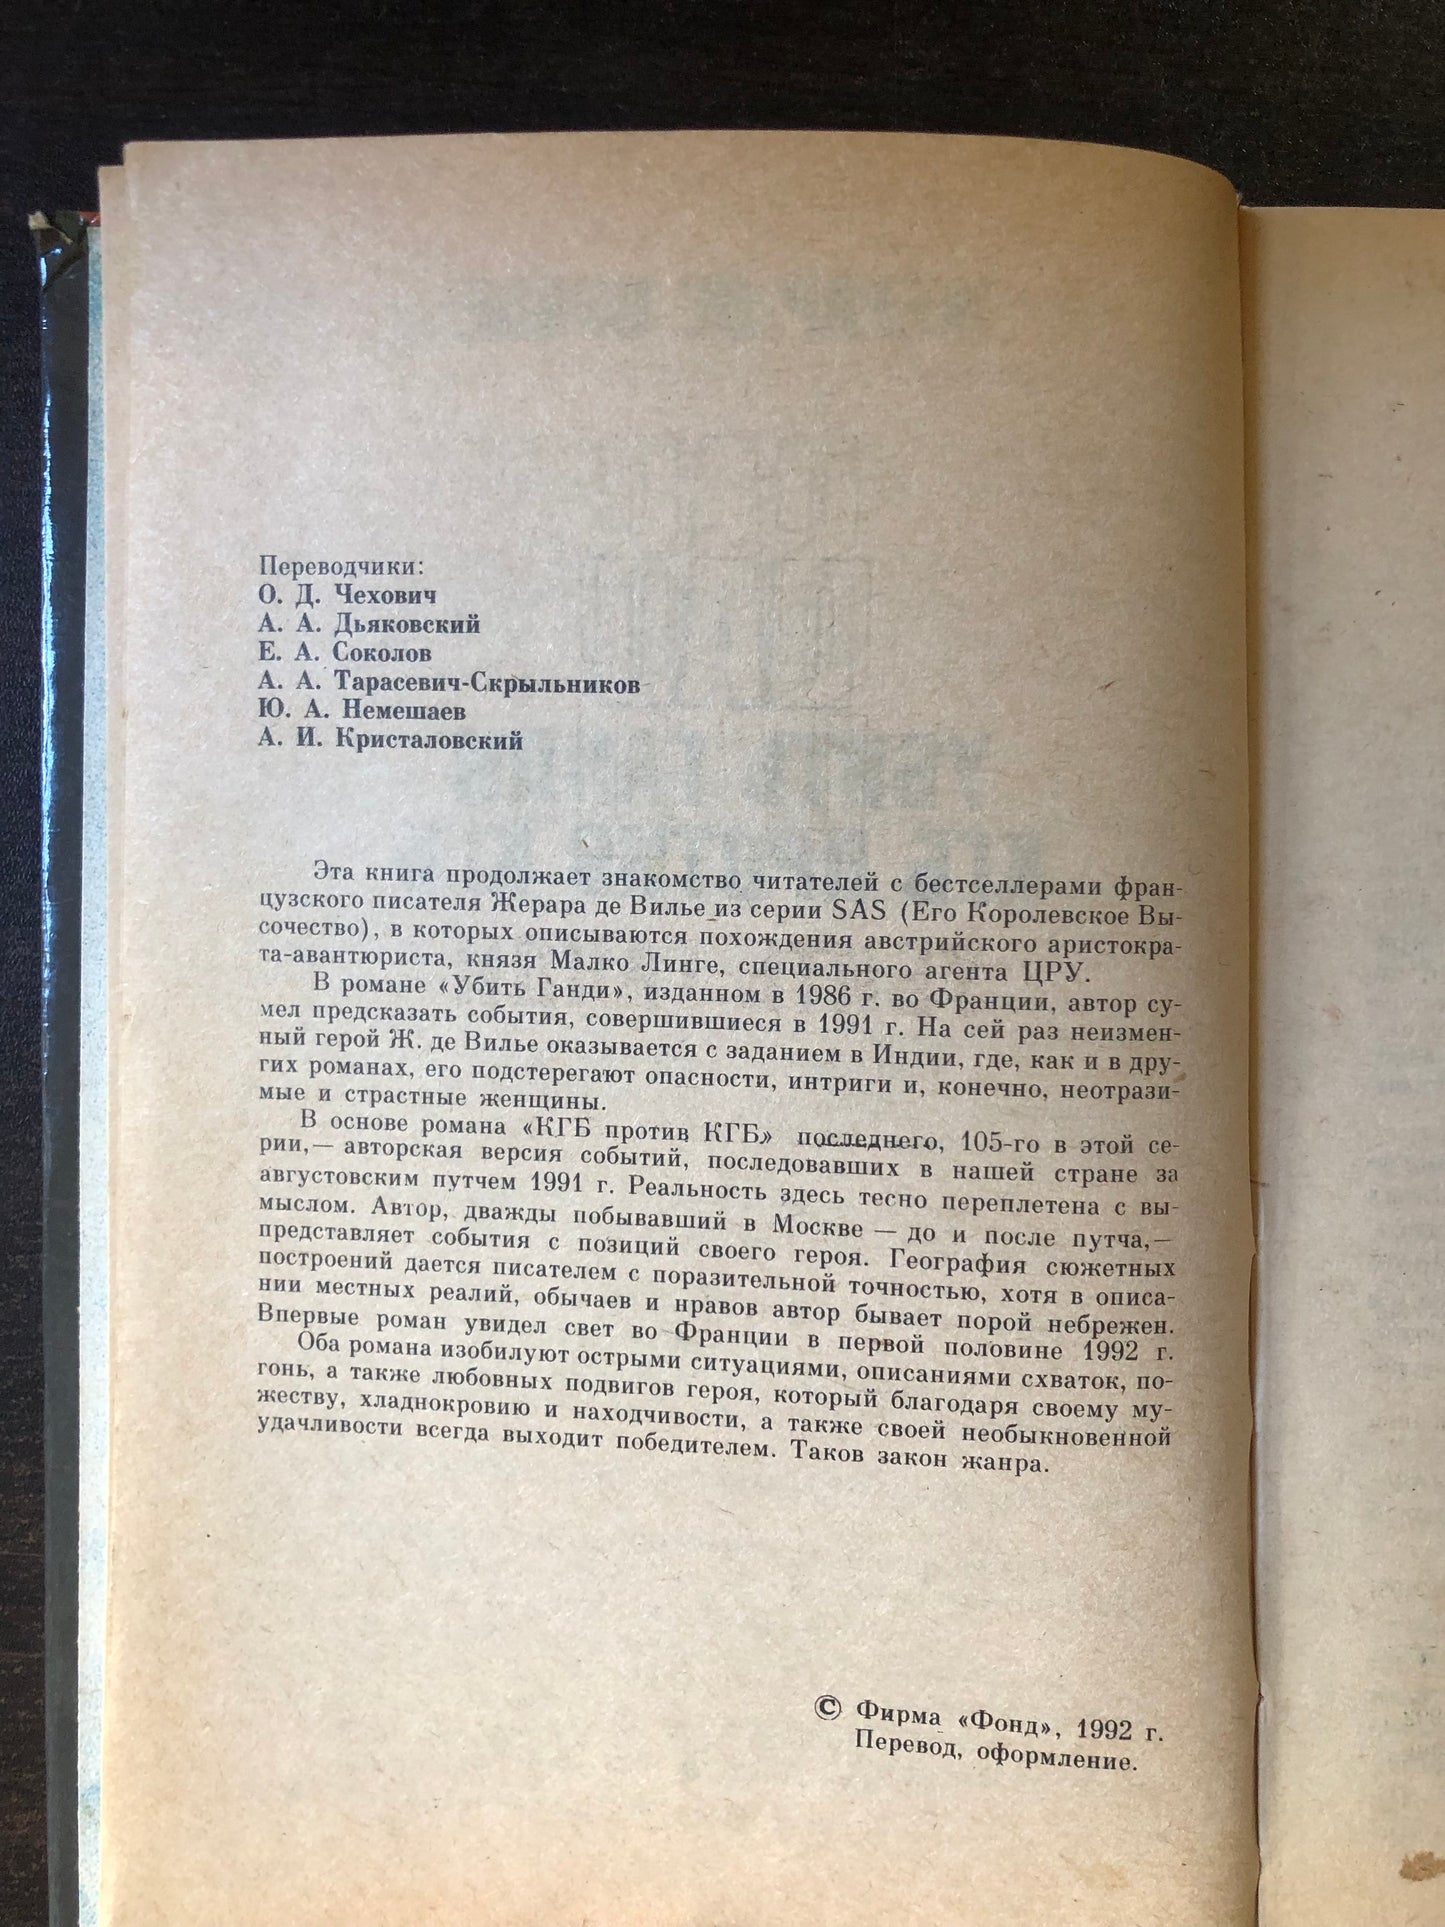 Переводчики:
О. Д. Чехович
А. А. Дьяковский
Е. А. Соколов
А. А. Тарасевич-Скрыльников
Ю. А. Немешаев
А. И. Кристаловский
Эта книга продолжает знакомство читателей с бестселлерами фран-
цузского писателя Жерара де Вилье из серии SAS (Его Королевское Вы-
сочество), в которых описываются похождения австрийского аристокра-
та-авантюриста, князя Малко Линге, специального агента ЦРУ.
В романе «Убить Ганди», изданном в 1986 г. во Франции, автор су-
мел предсказать события, совершившиеся в 1991 г. На сей раз неизмен-
ный герой Ж. де Вилье оказывается с заданием в Индии, где, как и в дру-
гих романах, его подстерегают опасности, интриги и, конечно, неотрази-
мые и страстные женщины.
В основе романа «КГБ против КГБ» последнего, 105-го в этой се-
рии,— авторская версия событий, последовавших в нашей стране за
августовским путчем 1991 г. Реальность здесь тесно переплетена с вы-
мыслом. Автор, дважды побывавший в Москве — до и после путча,—
представляет события с позиций своего героя. География сюжетных
построений дается писателем с поразительной точностью, хотя в описа-
нии местных реалий, обычаев и нравов автор бывает порой небрежен.
Впервые роман увидел свет во Франции в первой половине 1992 г.
Оба романа изобилуют острыми ситуациями, описаниями схваток, по-
гонь, а также любовных подвигов героя, который благодаря своему му-
жеству, хладнокровию и находчивости, а также своей необыкновенной
удачливости всегда выходит победителем. Таков закон жанра.
© Фирма «Фонд», 1992 г.
Перевод, оформление.